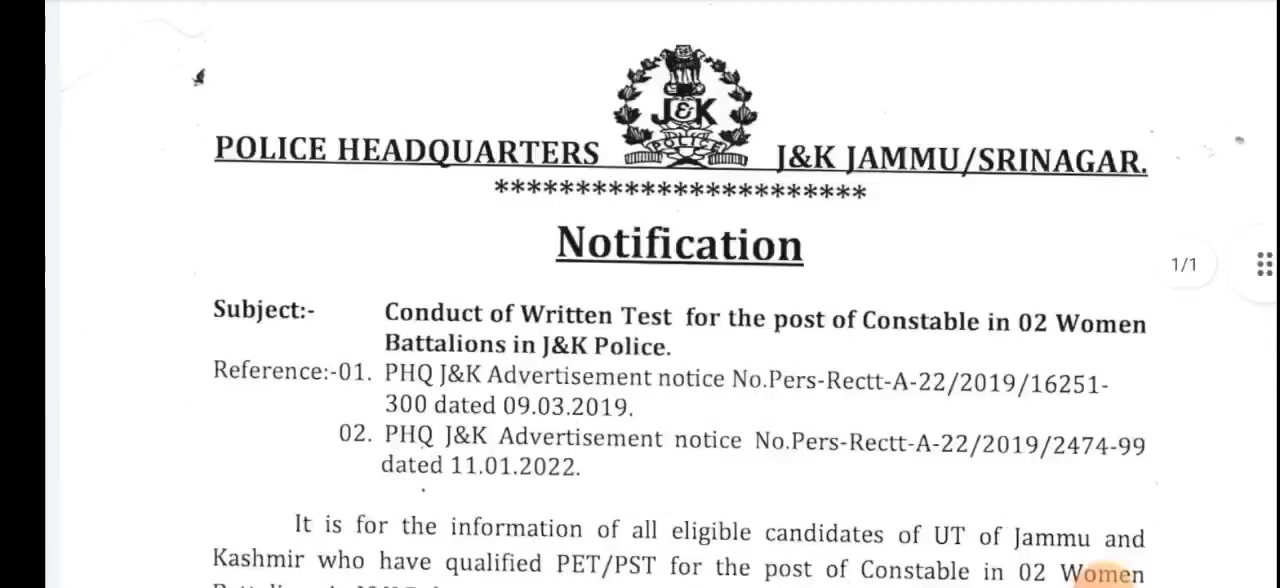 J&K
POLICE
POLICE HEADQUARTERS J&K JAMMU/SRINAGAR.
***********************
Notification
1/1
Subject:- Conduct of Written Test for the post of Constable in 02 Women
Battalions in J&K Police.
Reference:-01. PHQ J&K Advertisement notice No.Pers-Rectt-A-22/2019/16251-
300 dated 09.03.2019.
02. PHQ J&K Advertisement notice No.Pers-Rectt-A-22/2019/2474-99
dated 11.01.2022.
It is for the information of all eligible candidates of UT of Jammu and
Kashmir who have qualified PET/PST for the post of Constable in 02 Women